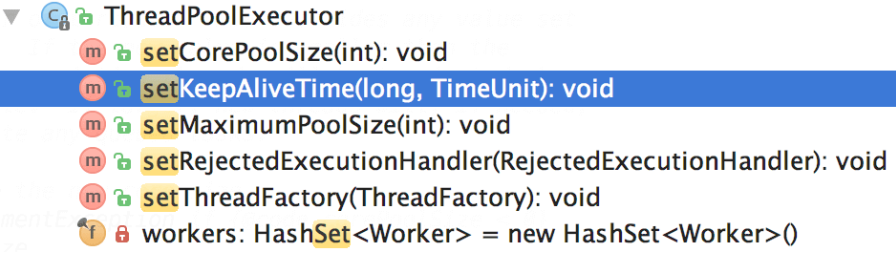 ThreadPoolExecutor
m setCorePoolSize(int): void
m setKeepAliveTime(long, TimeUnit): void
m setMaximumPoolSize(int): void
m setRejectedExecutionHandler(RejectedExecutionHandler): void
m setThreadFactory(ThreadFactory): void
f workers: HashSet<Worker> = new HashSet<Worker>()